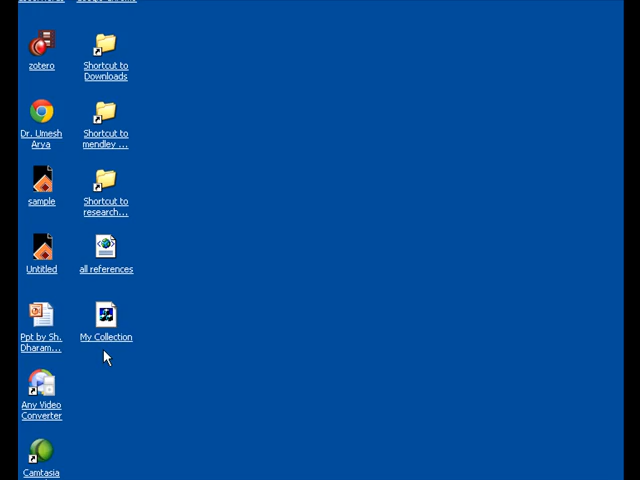 zotero
Shortcut to
Downloads
Dr. Umesh
Arya
Shortcut to
mendley ...
sample
Shortcut to
research...
Untitled
all references
Ppt by Sh.
Dharam...
My Collection
Any Video
Converter
Camtasia